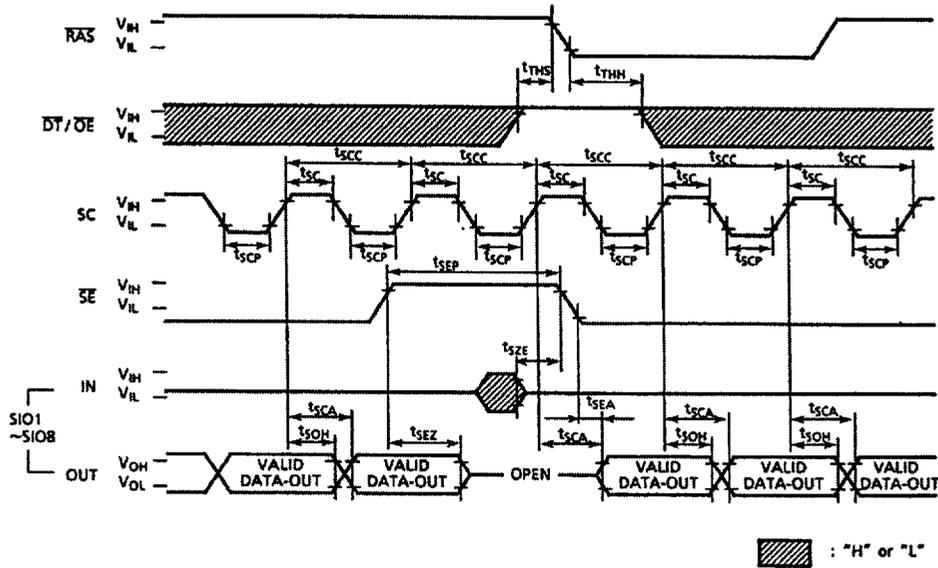 RAS VIH
VIL
tTHS tTHH
DT/OE VIH
VIL
tSCC tSCC tSCC tSCC tSCC
tSC tSC tSC tSC tSC
SC VIH
VIL
tSCP tSCP tSCP tSCP tSCP tSCP
tSEP
SE VIH
VIL
tSZE
IN VIH
VIL
tSEA
SIO1
~SIO8
tSCA tSCA tSCA tSCA
tSOH tSEZ tSOH tSOH
OUT VOH
VOL
VALID
DATA-OUT
VALID
DATA-OUT
OPEN
VALID
DATA-OUT
VALID
DATA-OUT
VALID
DATA-OUT
: "H" or "L"